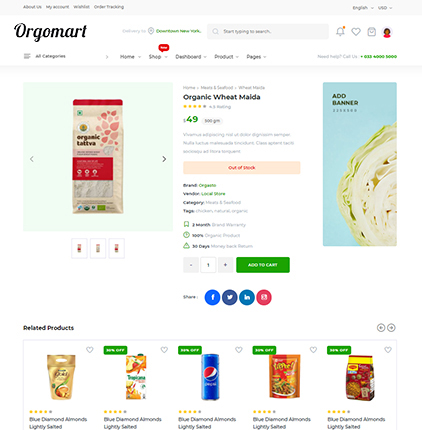 About Us My account Wishlist Order Tracking
English USD
Orgomart
Delivery to Downtown New York,
Start typing to search...
All Categories
Home Shop Dashboard Product Pages
New
Need help? Call Us: + 033 4000 5000
Home Meats & Seafood Wheat Maida
Organic Wheat Maida
4.5 Rating
$49 500 gm
Vivamus adipiscing nisl ut dolor dignissim semper.
Nulla luctus malesuada tincidunt. Class aptent taciti
sociosqu ad litora torquent
Out of Stock
Brand: Orgasto
Vendor: Local Store
Category: Meats & Seafood
Tags: chicken, natural, organic
2 Month Brand Warranty
100% Organic Product
30 Days Money-back Return
- 1 +
ADD TO CART
Share :
ADD
BANNER
220X380
organic
tattva
Related Products
30% OFF
30% OFF
30% OFF
30% OFF
Tropicana
pepsi
Blue Diamond Almonds
Lightly Salted
Blue Diamond Almonds
Lightly Salted
Blue Diamond Almonds
Lightly Salted
Blue Diamond Almonds
Lightly Salted
Blue Diamond Almonds
Lightly Salted